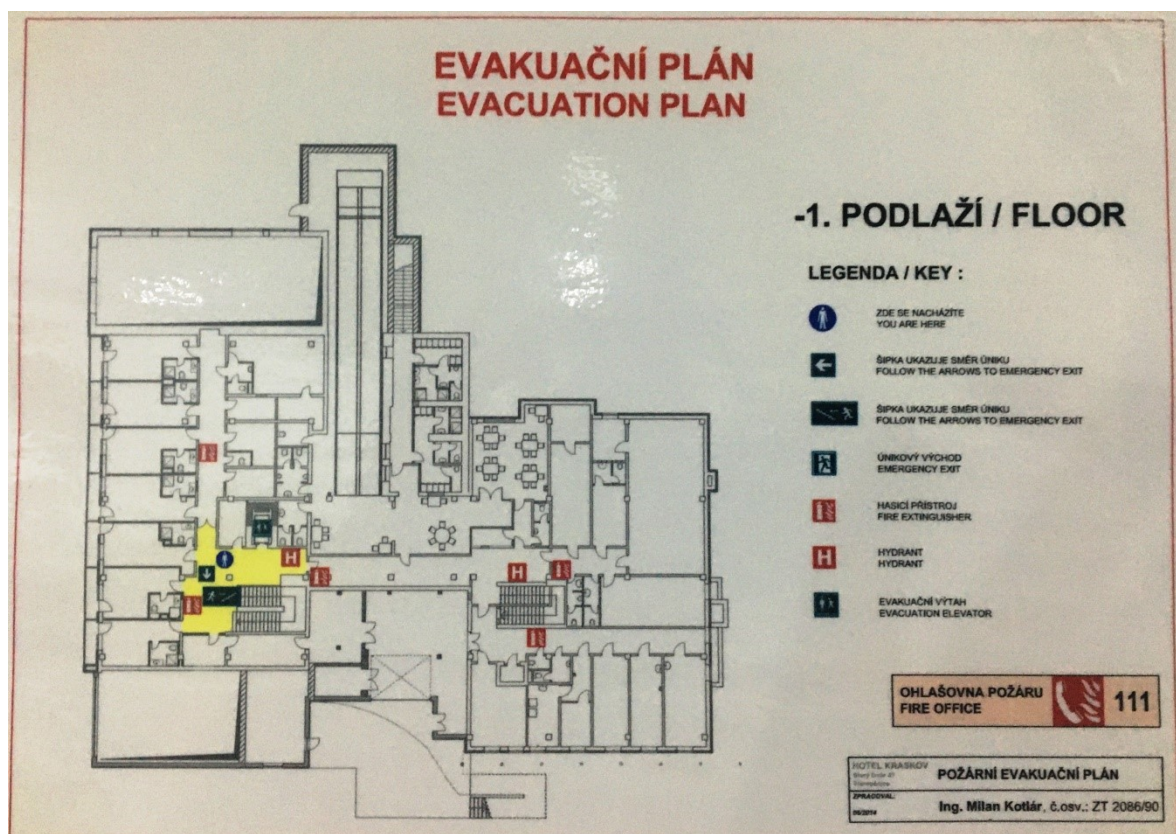 EVAKUAČNÍ PLÁN
EVACUATION PLAN
-1. PODLAŽÍ / FLOOR
LEGENDA / KEY :
ZDE SE NACHÁZÍTE
YOU ARE HERE
ŠIPKA UKAZUJE SMĚR ÚNIKU
FOLLOW THE ARROWS TO EMERGENCY EXIT
ŠIPKA UKAZUJE SMĚR ÚNIKU
FOLLOW THE ARROWS TO EMERGENCY EXIT
ÚNIKOVÝ VÝCHOD
EMERGENCY EXIT
HASICÍ PŘÍSTROJ
FIRE EXTINGUISHER
H
HYDRANT
HYDRANT
EVAKUAČNÍ VÝTAH
EVACUATION ELEVATOR
H
H
OHLAŠOVNA POŽÁRU
FIRE OFFICE
111
HOTEL KRASKOV
POŽÁRNÍ EVAKUAČNÍ PLÁN
ZPRACOVAL:
Ing. Milan Kotlár, č.osv.: ZT 2086/90